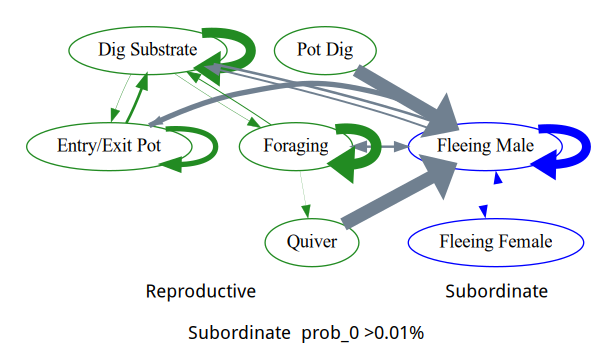 Dig Substrate
Pot Dig
Entry/Exit Pot
Foraging
Fleeing Male
Quiver
Fleeing Female
Reproductive
Subordinate
Subordinate  prob_0 >0.01%